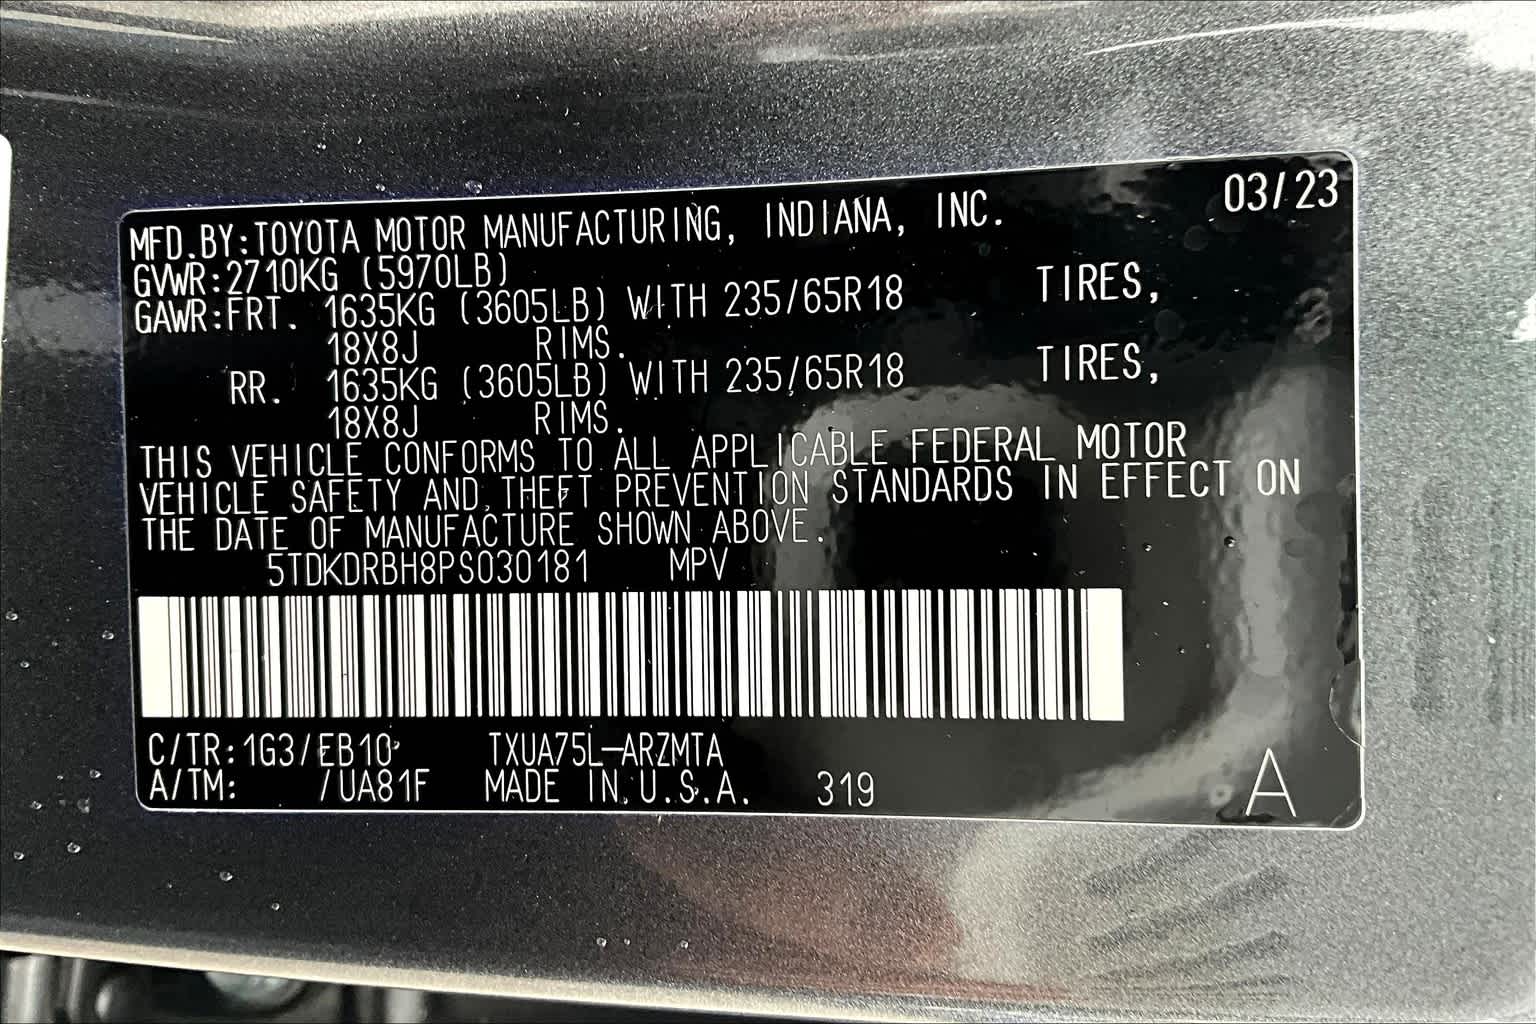 03/23
MFD.BY:TOYOTA MOTOR MANUFACTURING, INDIANA, INC.
GVWR:2710KG (5970LB)
GAWR:FRT. 1635KG (3605LB) WITH 235/65R18 TIRES,
18X8J RIMS.
RR. 1635KG (3605LB) WITH 235/65R18 TIRES,
18X8J RIMS.
THIS VEHICLE CONFORMS TO ALL APPLICABLE FEDERAL MOTOR
VEHICLE SAFETY AND THEFT PREVENTION STANDARDS IN EFFECT ON
THE DATE OF MANUFACTURE SHOWN ABOVE.
5TDKDRBH8PS030181 MPV
C/TR:1G3/EB10 TXUA75L-ARZMTA
A/TM: /UA81F MADE IN U.S.A. 319 A